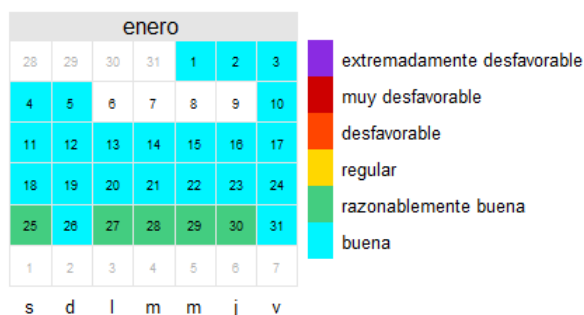 enero
28 29 30 31 1 2 3
4 5 6 7 8 9 10
11 12 13 14 15 16 17
18 19 20 21 22 23 24
25 26 27 28 29 30 31
1 2 3 4 5 6 7
s d l m m j v
extremadamente desfavorable
muy desfavorable
desfavorable
regular
razonablemente buena
buena